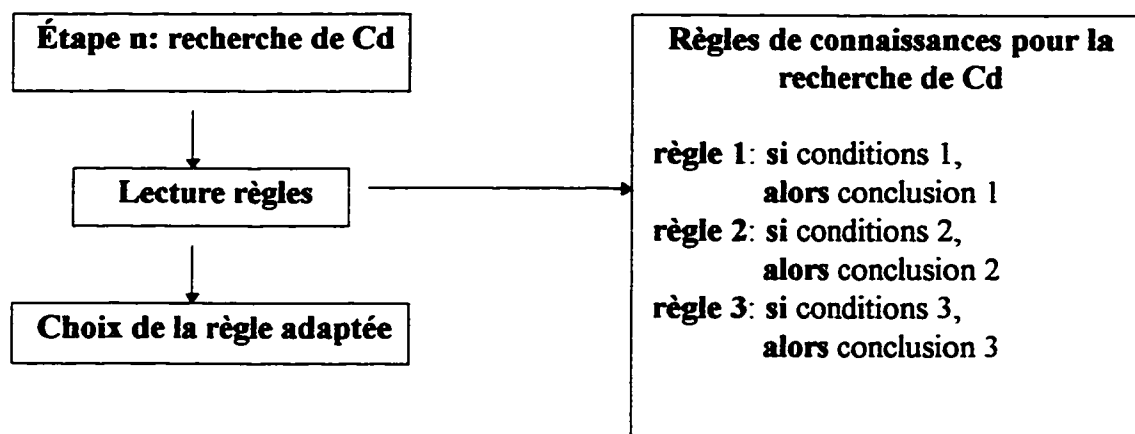 Étape n: recherche de Cd
Lecture règles
Choix de la règle adaptée
Règles de connaissances pour la
recherche de Cd
règle 1: si conditions 1,
alors conclusion 1
règle 2: si conditions 2,
alors conclusion 2
règle 3: si conditions 3,
alors conclusion 3